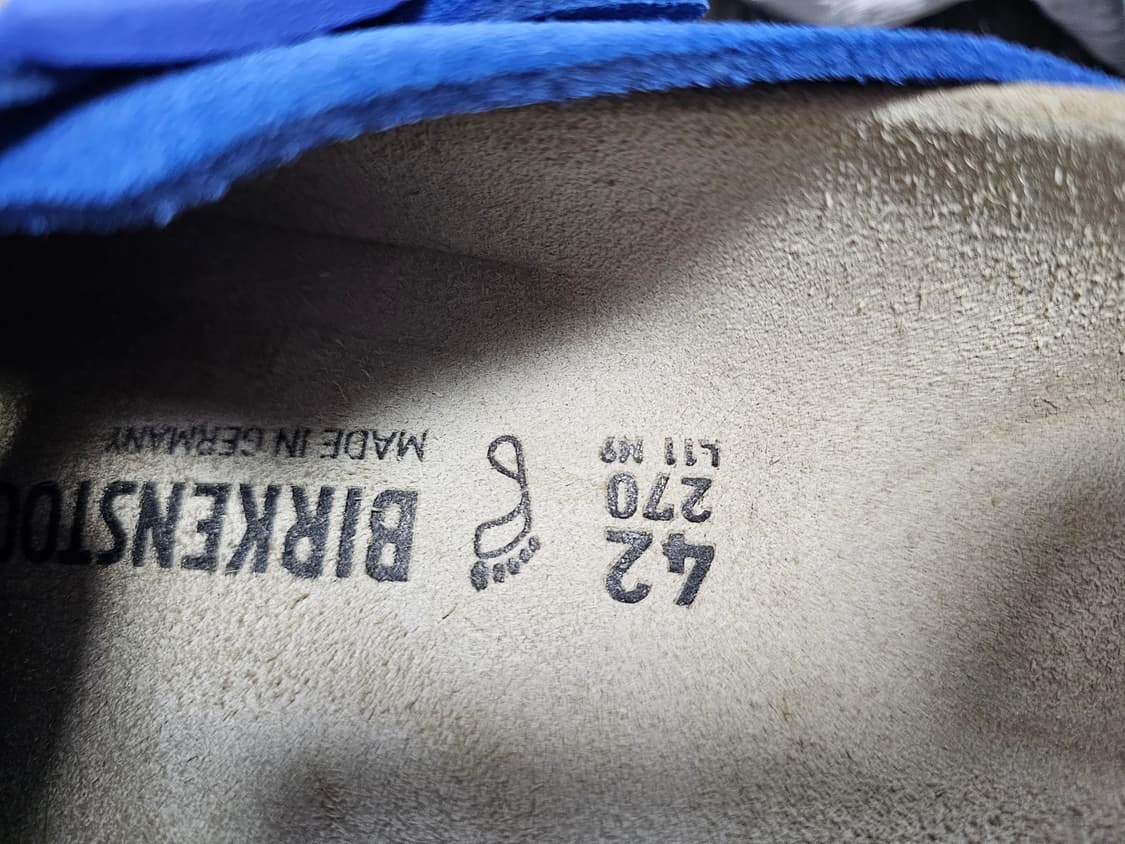 42
270
L11 M9
BIRKENSTOC
MADE IN GERMANY